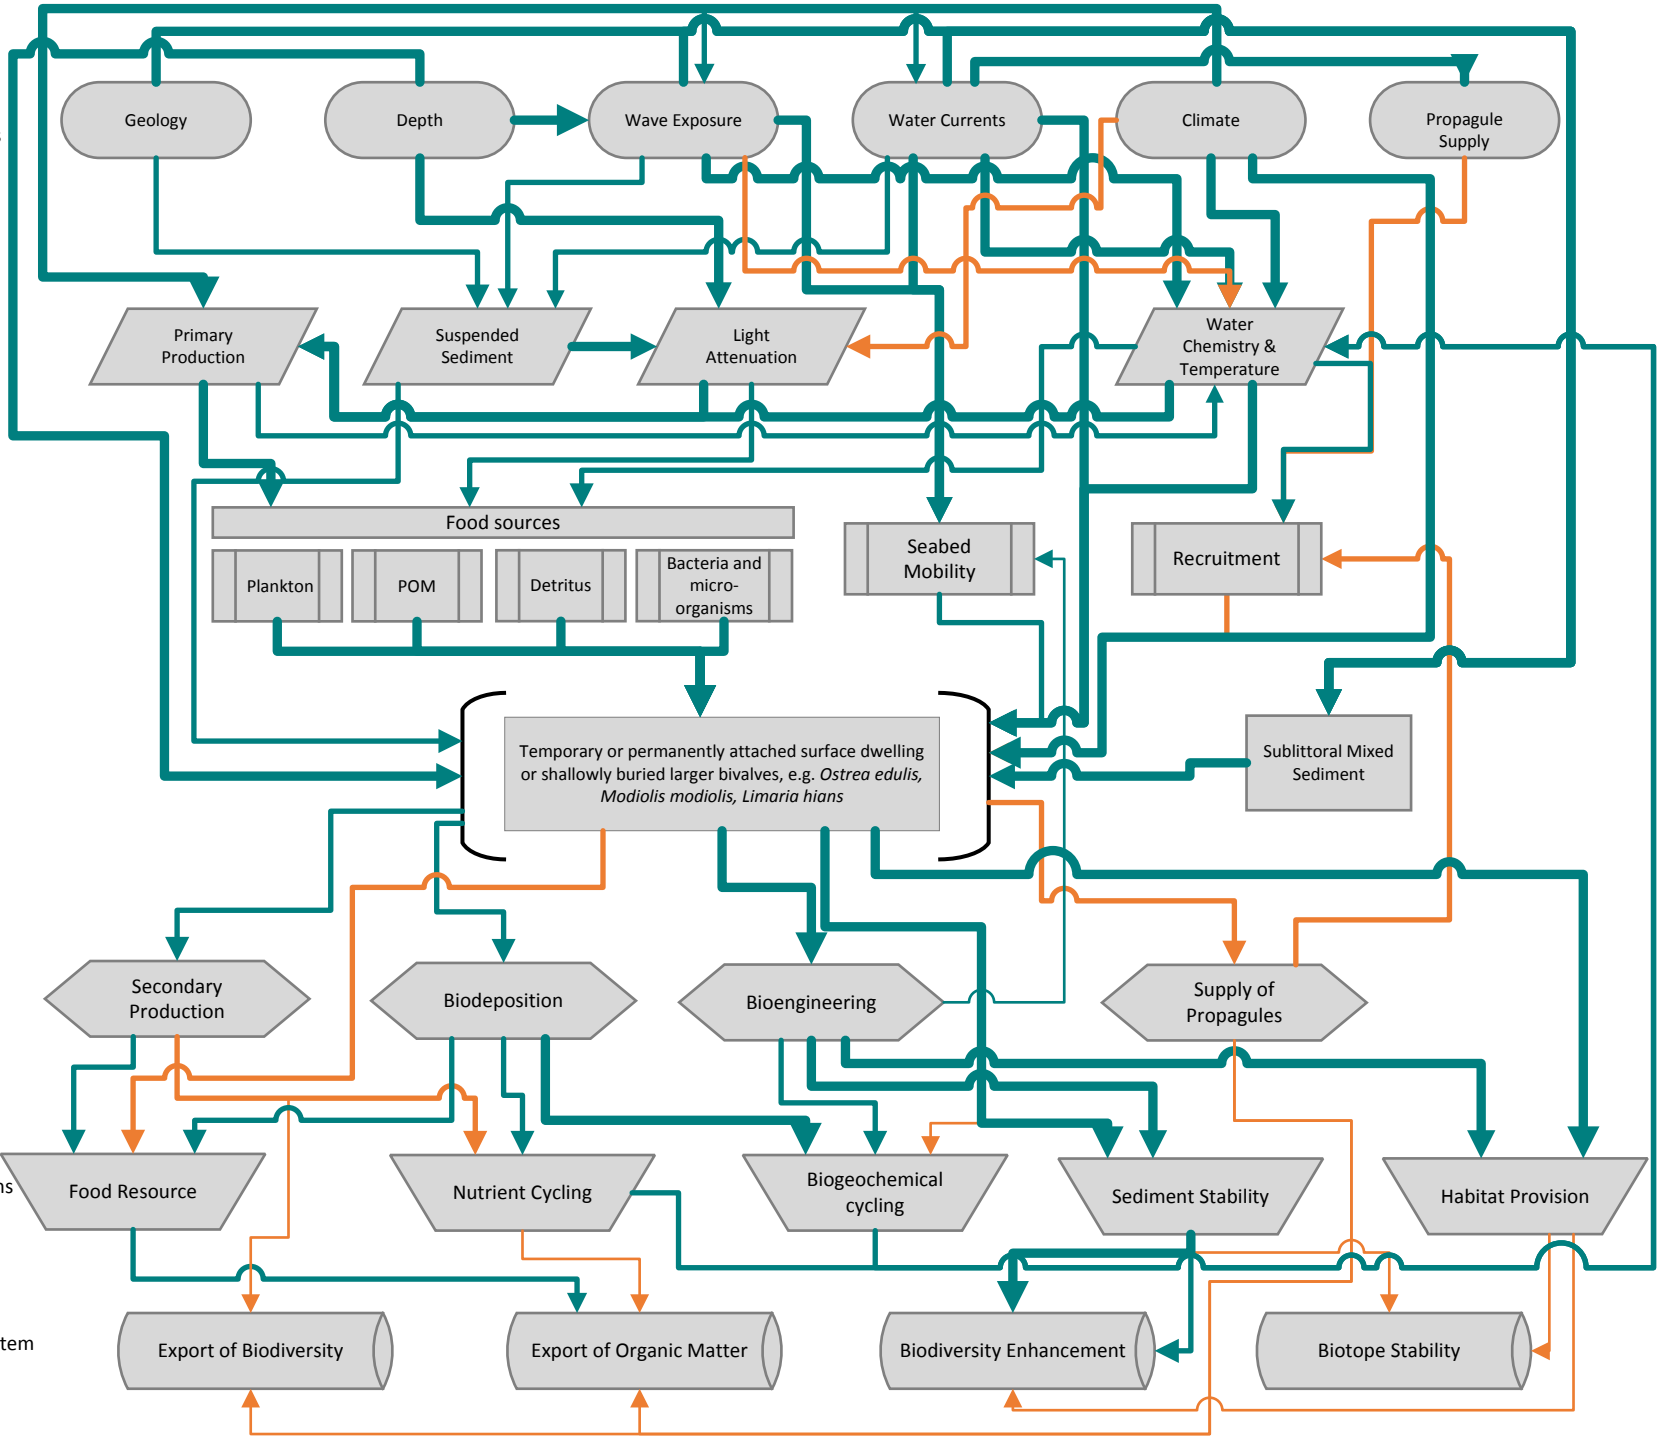 Geology
Depth
Wave Exposure
Water Currents
Climate
Propagule
Supply
s
Primary
Production
Suspended
Sediment
Light
Attenuation
Water
Chemistry &
Temperature
Food sources
Plankton
POM
Detritus
Bacteria and
micro-
organisms
Seabed
Mobility
Recruitment
Temporary or permanently attached surface dwelling
or shallowly buried larger bivalves, e.g. Ostrea edulis,
Modiolis modiolis, Limaria hians
Sublittoral Mixed
Sediment
Secondary
Production
Biodeposition
Bioengineering
Supply of
Propagules
ns
Food Resource
Nutrient Cycling
Biogeochemical
cycling
Sediment Stability
Habitat Provision
tem
Export of Biodiversity
Export of Organic Matter
Biodiversity Enhancement
Biotope Stability